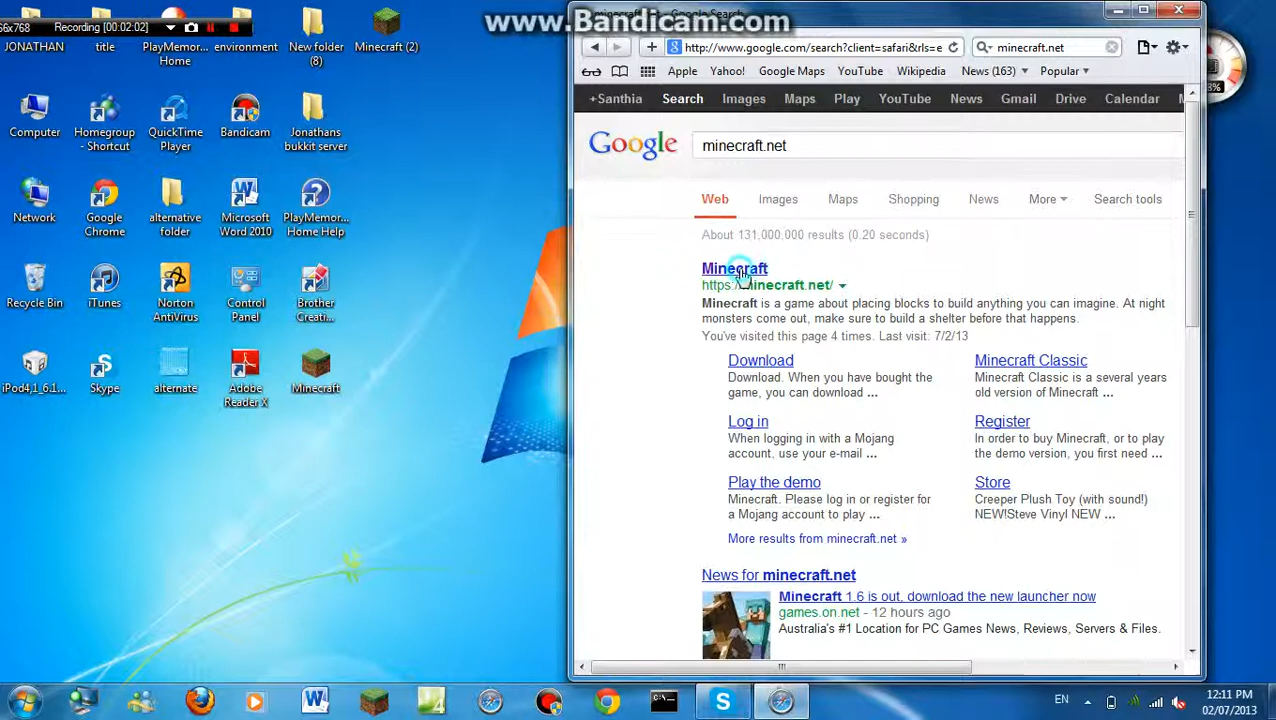 www.Bandicam.com
66x768 Recording [00:02:02]
JONATHAN
title
PlayMemor...
Home
environment
New folder
(8)
Minecraft (2)
Computer
Homegroup
- Shortcut
QuickTime
Player
Bandicam
Jonathans
bukkit server
Network
Google
Chrome
alternative
folder
Microsoft
Word 2010
PlayMemor...
Home Help
Recycle Bin
iTunes
Norton
AntiVirus
Control
Panel
Brother
Creati...
iPod4,1_6.1...
Skype
alternate
Adobe
Reader X
Minecraft
http://www.google.com/search?client=safari&rls=e
minecraft.net
Apple Yahoo! Google Maps YouTube Wikipedia News (163) Popular
+Santhia Search Images Maps Play YouTube News Gmail Drive Calendar
Google
minecraft.net
Web Images Maps Shopping News More Search tools
About 131,000,000 results (0.20 seconds)
Minecraft
https://minecraft.net/
Minecraft is a game about placing blocks to build anything you can imagine. At night
monsters come out, make sure to build a shelter before that happens.
You've visited this page 4 times. Last visit: 7/2/13
Download
Download. When you have bought the
game, you can download ...
Minecraft Classic
Minecraft Classic is a several years
old version of Minecraft ...
Log in
When logging in with a Mojang
account, use your e-mail ...
Register
In order to buy Minecraft, or to play
the demo version, you first need ...
Play the demo
Minecraft. Please log in or register for
a Mojang account to play ...
Store
Creeper Plush Toy (with sound!)
NEW!Steve Vinyl NEW ...
More results from minecraft.net »
News for minecraft.net
Minecraft 1.6 is out, download the new launcher now
games.on.net - 12 hours ago
Australia's #1 Location for PC Games News, Reviews, Servers & Files.
EN
12:11 PM
02/07/2013